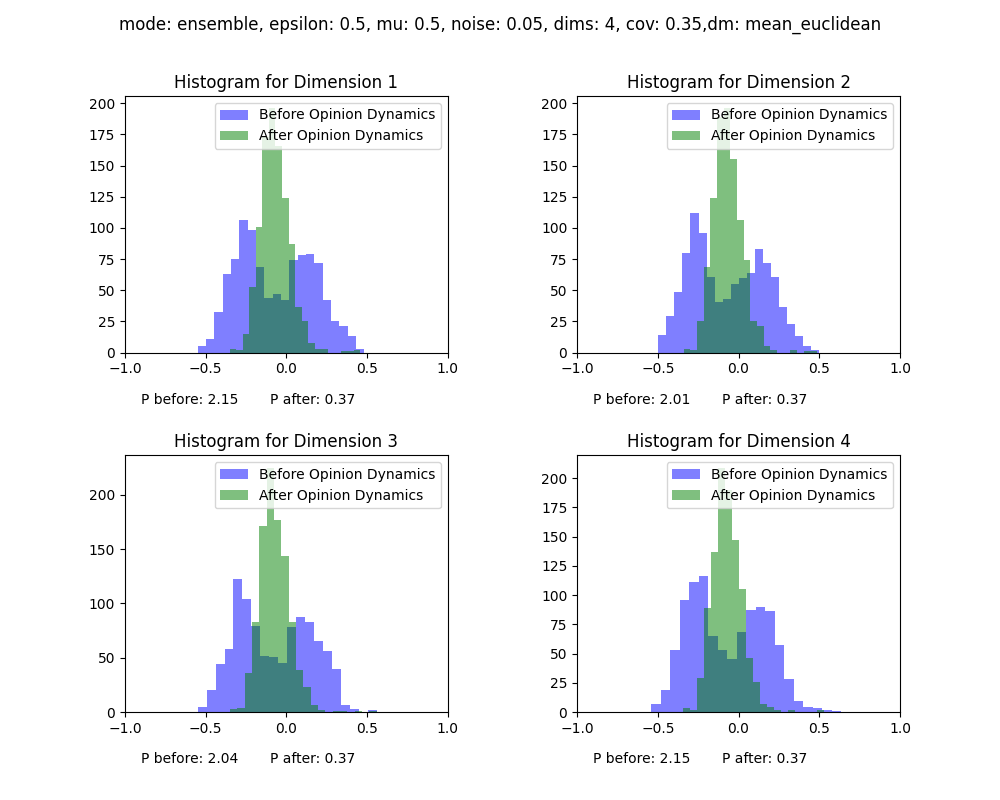 mode: ensemble, epsilon: 0.5, mu: 0.5, noise: 0.05, dims: 4, cov: 0.35,dm: mean_euclidean
Histogram for Dimension 1
Before Opinion Dynamics
After Opinion Dynamics
200
175
150
125
100
75
50
25
0
−1.0 −0.5 0.0 0.5 1.0
P before: 2.15 P after: 0.37
Histogram for Dimension 2
Before Opinion Dynamics
After Opinion Dynamics
200
175
150
125
100
75
50
25
0
−1.0 −0.5 0.0 0.5 1.0
P before: 2.01 P after: 0.37
Histogram for Dimension 3
Before Opinion Dynamics
After Opinion Dynamics
200
150
100
50
0
−1.0 −0.5 0.0 0.5 1.0
P before: 2.04 P after: 0.37
Histogram for Dimension 4
Before Opinion Dynamics
After Opinion Dynamics
200
175
150
125
100
75
50
25
0
−1.0 −0.5 0.0 0.5 1.0
P before: 2.15 P after: 0.37